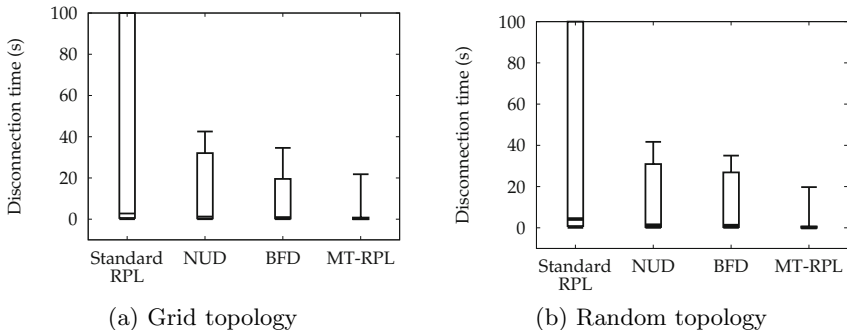 Disconnection time (s)
100
80
60
40
20
0
Standard RPL
NUD
BFD
MT-RPL
(a) Grid topology
Disconnection time (s)
100
80
60
40
20
0
Standard RPL
NUD
BFD
MT-RPL
(b) Random topology